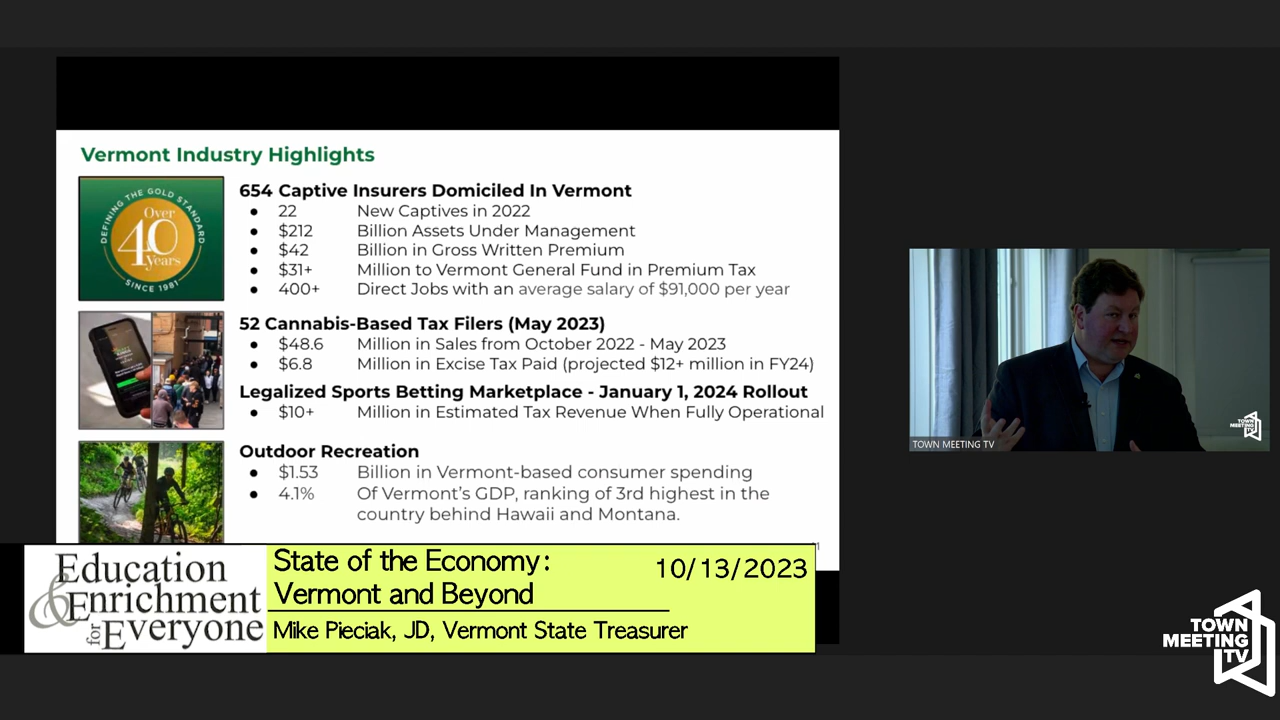 Vermont Industry Highlights
DEFINING THE GOLD STANDARD
Over
40
Years
SINCE 1981
654 Captive Insurers Domiciled In Vermont
● 22 New Captives in 2022
● $212 Billion Assets Under Management
● $42 Billion in Gross Written Premium
● $31+ Million to Vermont General Fund in Premium Tax
● 400+ Direct Jobs with an average salary of $91,000 per year
52 Cannabis-Based Tax Filers (May 2023)
● $48.6 Million in Sales from October 2022 - May 2023
● $6.8 Million in Excise Tax Paid (projected $12+ million in FY24)
Legalized Sports Betting Marketplace - January 1, 2024 Rollout
● $10+ Million in Estimated Tax Revenue When Fully Operational
Outdoor Recreation
● $1.53 Billion in Vermont-based consumer spending
● 4.1% Of Vermont's GDP, ranking of 3rd highest in the
country behind Hawaii and Montana.
TOWN MEETING TV
TOWN
MEETING
TV
Education
& Enrichment
for Everyone
State of the Economy:
Vermont and Beyond
10/13/2023
Mike Pieciak, JD, Vermont State Treasurer
TOWN
MEETING
TV